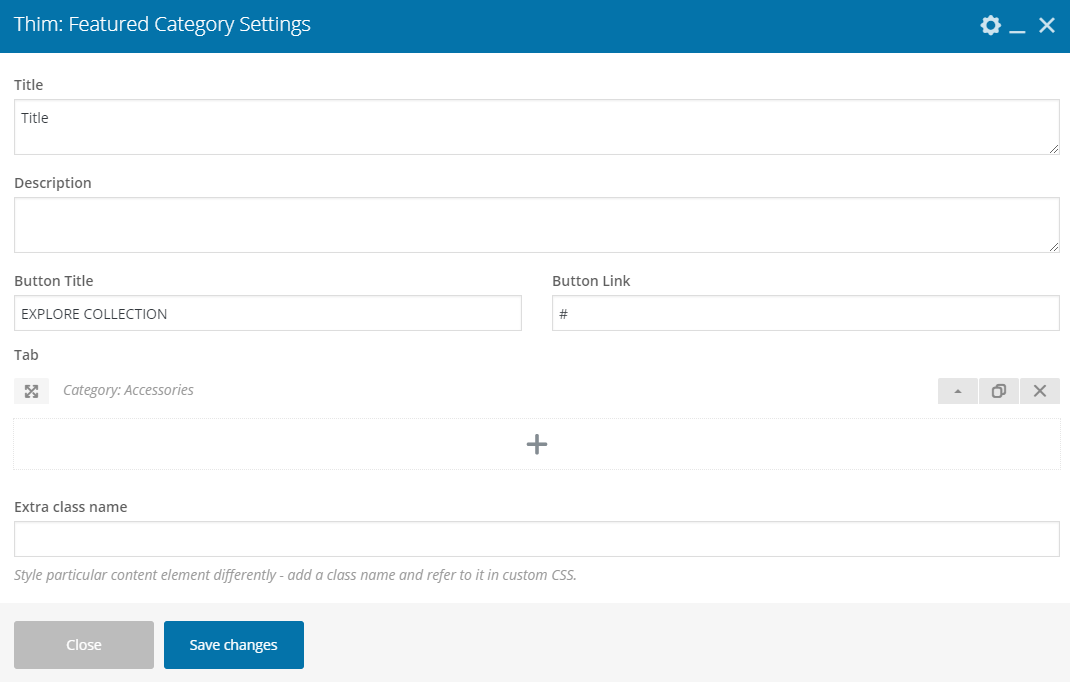 Thim: Featured Category Settings
Title
Title
Description
Button Title
Button Link
EXPLORE COLLECTION
#
Tab
Category: Accessories
Extra class name
Style particular content element differently - add a class name and refer to it in custom CSS.
Close
Save changes